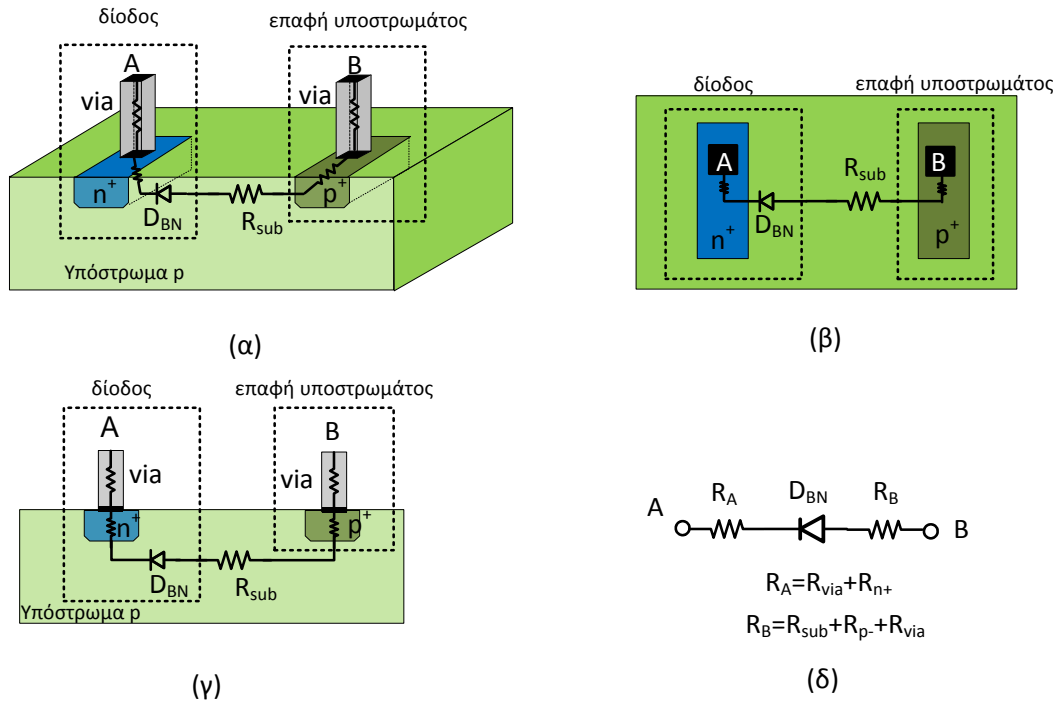 δίοδος
επαφή υποστρωμάτος
A
B
via
via
n+
p+
DBN
Rsub
Υπόστρωμα p
(α)
δίοδος
επαφή υποστρωμάτος
A
B
Rsub
DBN
n+
p+
(β)
δίοδος
επαφή υποστρωμάτος
A
B
via
via
n+
p+
DBN
Rsub
Υπόστρωμα p
(γ)
A
RA
DBN
RB
B
RA=Rvia+Rn+
RB=Rsub+Rp-+Rvia
(δ)